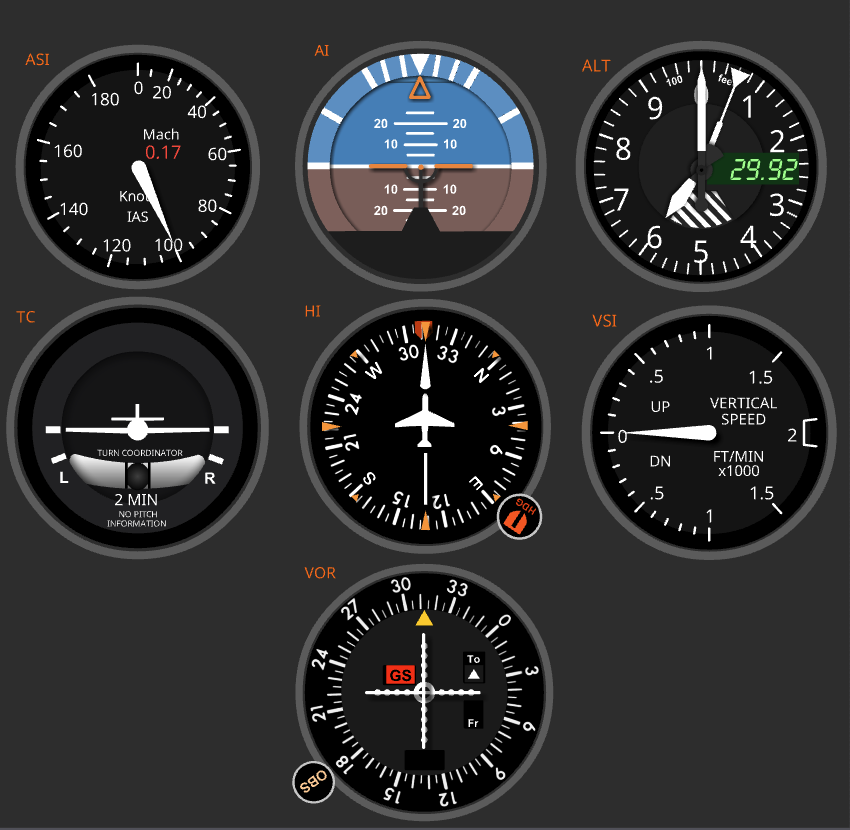 ASI
0
20
40
60
80
100
120
140
160
180
Mach
0.17
Kno
IAS
AI
20 20
10 10
10 10
20 20
ALT
100 fee
1
2
3
4
5
6
7
8
9
29.92
TC
TURN COORDINATOR
L R
2 MIN
NO PITCH
INFORMATION
HI
30
33
N
3
E
12
15
S
21
24
W
HDG
VSI
1
.5 1.5
UP VERTICAL
SPEED
0 2
DN FT/MIN
x1000
.5 1.5
1
VOR
30
33
0
3
6
9
12
15
18
21
24
27
GS
To
Fr
OBS